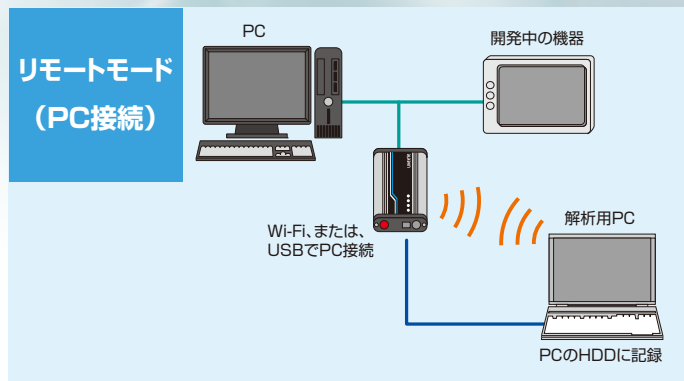 リモートモード
（PC接続）
PC
開発中の機器
Wi-Fi、または、
USBでPC接続
解析用PC
PCのHDDに記録